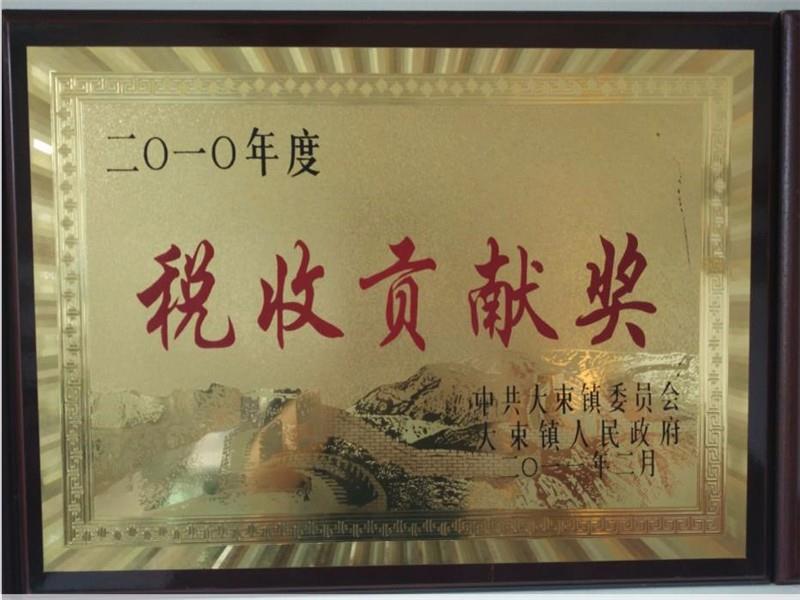 二〇一〇年度
税收贡献奖
中共大束镇委员会
大束镇人民政府
二〇一一年二月